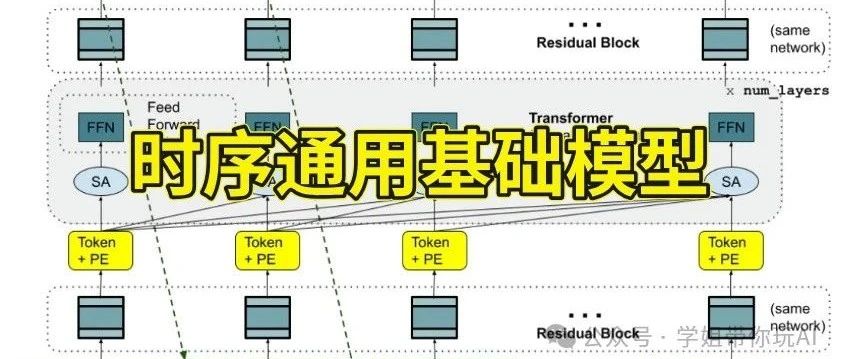 Residual Block
(same
network)
x num_layers
Feed
Forward
Transformer
FFN
FFN
FFN
FFN
时序通用基础模型
SA
SA
Token
+ PE
Token
+ PE
Token
+ PE
Token
+ PE
Residual Block
(same
network)
公众号·学姐带你玩AI